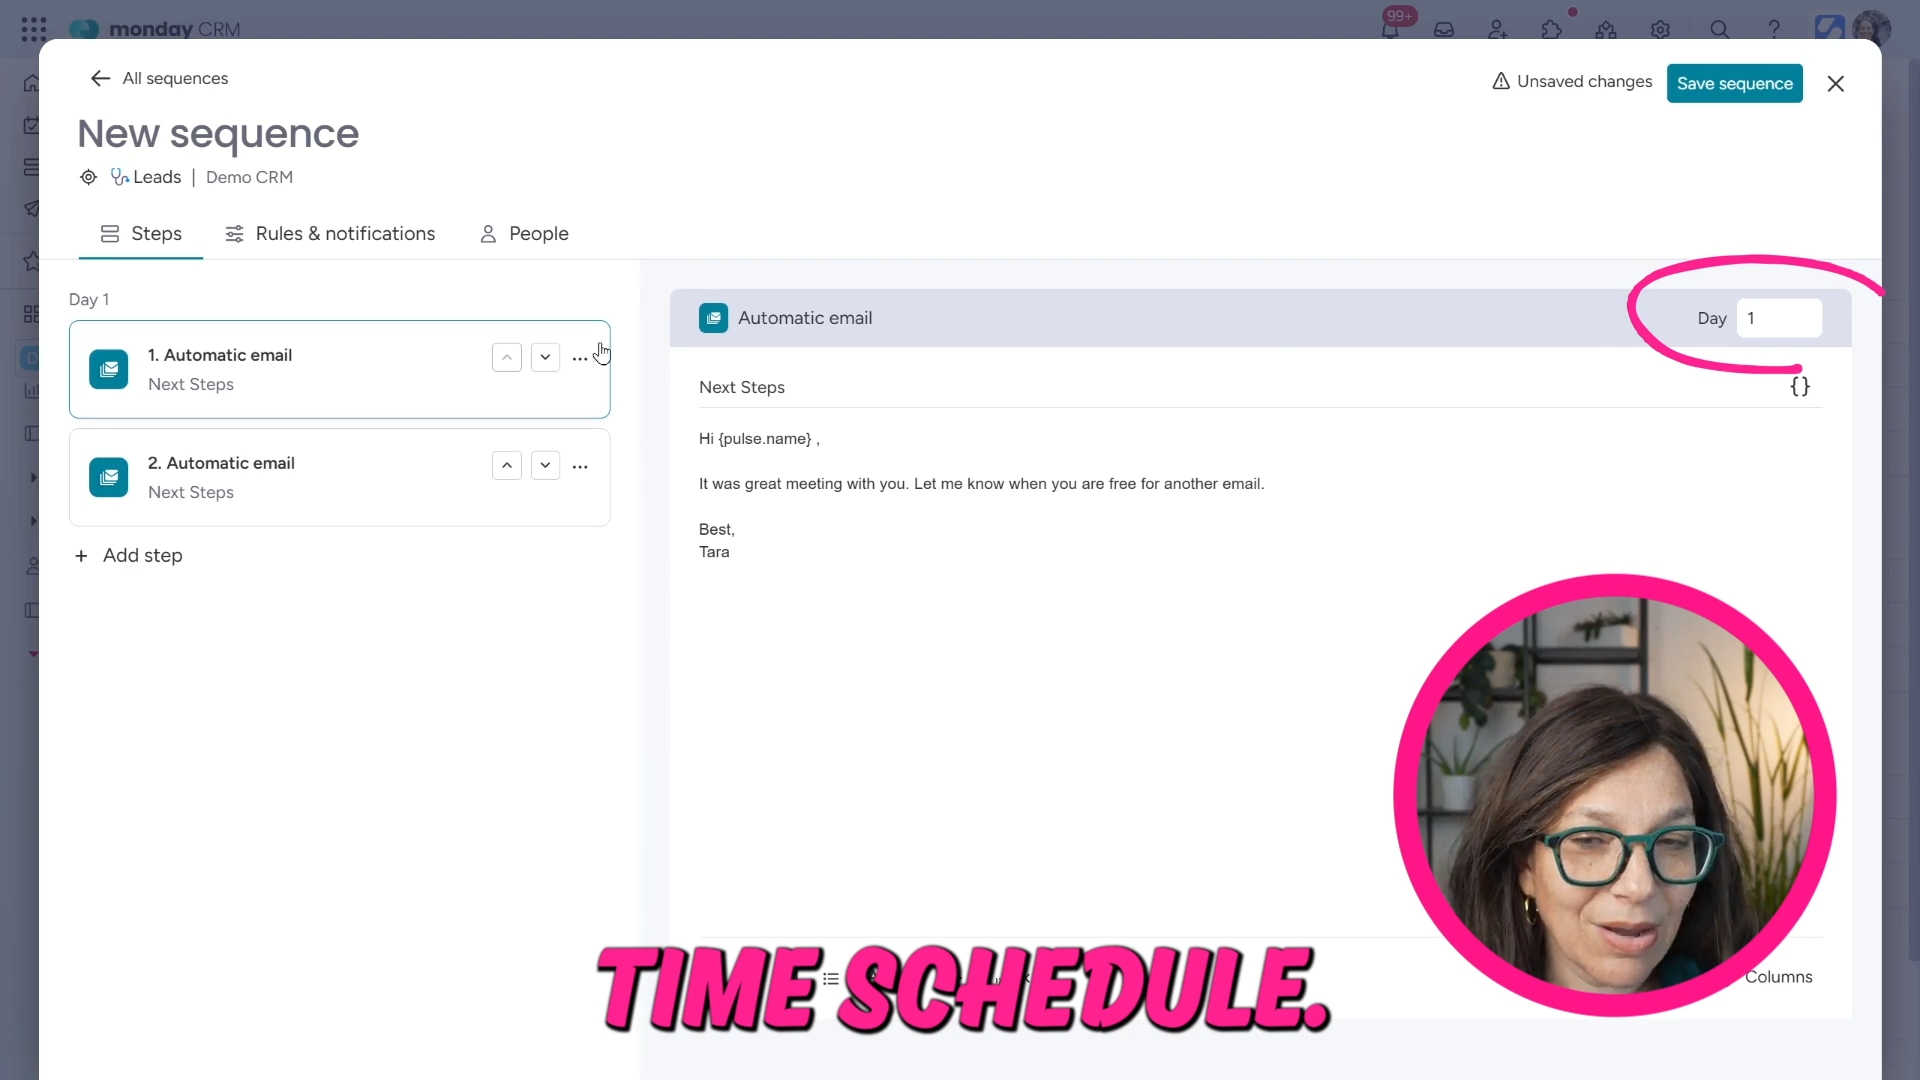 monday CRM
99+
All sequences
Unsaved changes
Save sequence
New sequence
Leads | Demo CRM
Steps
Rules & notifications
People
Day 1
1. Automatic email
Next Steps
2. Automatic email
Next Steps
+ Add step
Automatic email
Day 1
Next Steps
{}
Hi {pulse.name} ,
It was great meeting with you. Let me know when you are free for another email.
Best,
Tara
Columns
TIME SCHEDULE.